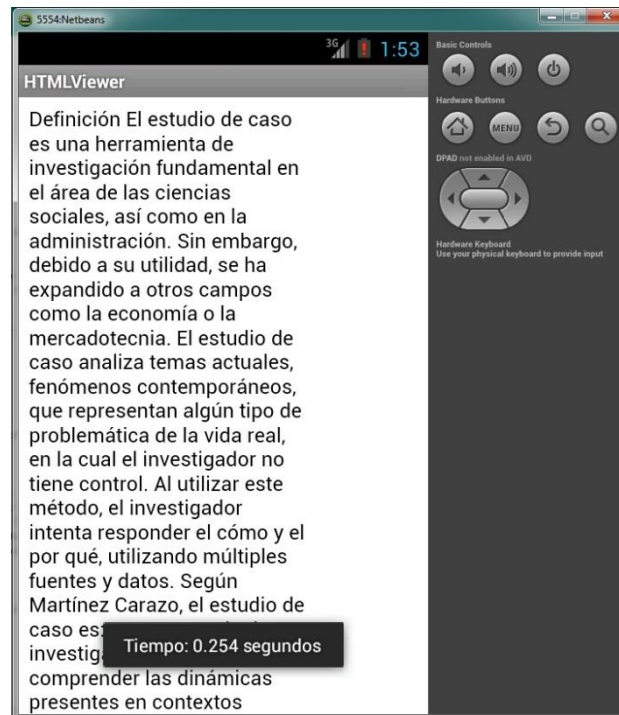 5554:Netbeans
3G 1:53
HTMLViewer
Definición El estudio de caso
es una herramienta de
investigación fundamental en
el área de las ciencias
sociales, así como en la
administración. Sin embargo,
debido a su utilidad, se ha
expandido a otros campos
como la economía o la
mercadotecnia. El estudio de
caso analiza temas actuales,
fenómenos contemporáneos,
que representan algún tipo de
problemática de la vida real,
en la cual el investigador no
tiene control. Al utilizar este
método, el investigador
intenta responder el cómo y el
por qué, utilizando múltiples
fuentes y datos. Según
Martínez Carazo, el estudio de
caso es:
investig
Tiempo: 0.254 segundos
comprender las dinámicas
presentes en contextos
Basic Controls
Hardware Buttons
MENU
DPAD not enabled in AVD
Hardware Keyboard
Use your physical keyboard to provide input